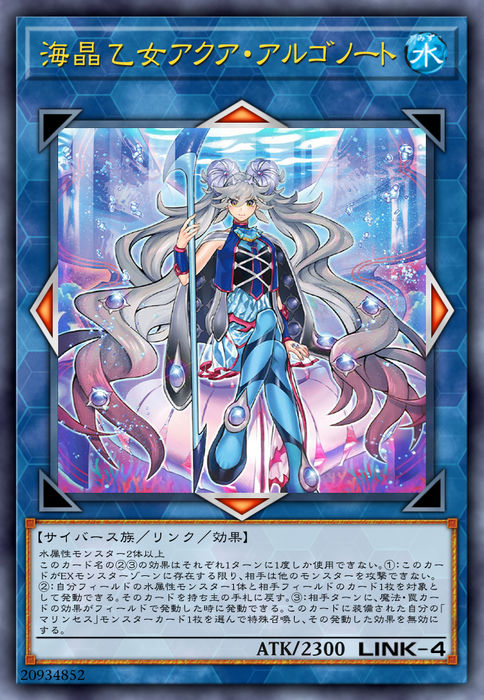 海晶乙女アクア・アルゴノート
みず
水
【サイバース族／リンク／効果】
水属性モンスター2体以上
このカード名の②③の効果はそれぞれ1ターンに1度しか使用できない。①：このカー
ドがEXモンスターゾーンに存在する限り、相手は他のモンスターを攻撃できない。
②：自分フィールドの水属性モンスター1体と相手フィールドのカード1枚を対象と
して発動できる。そのカードを持ち主の手札に戻す。③：相手ターンに、魔法・罠カー
ドの効果がフィールドで発動した時に発動できる。このカードに装備された自分の「
マリンセス」モンスターカード1枚を選んで特殊召喚し、その発動した効果を無効に
する。
ATK/2300 LINK-4
20934852